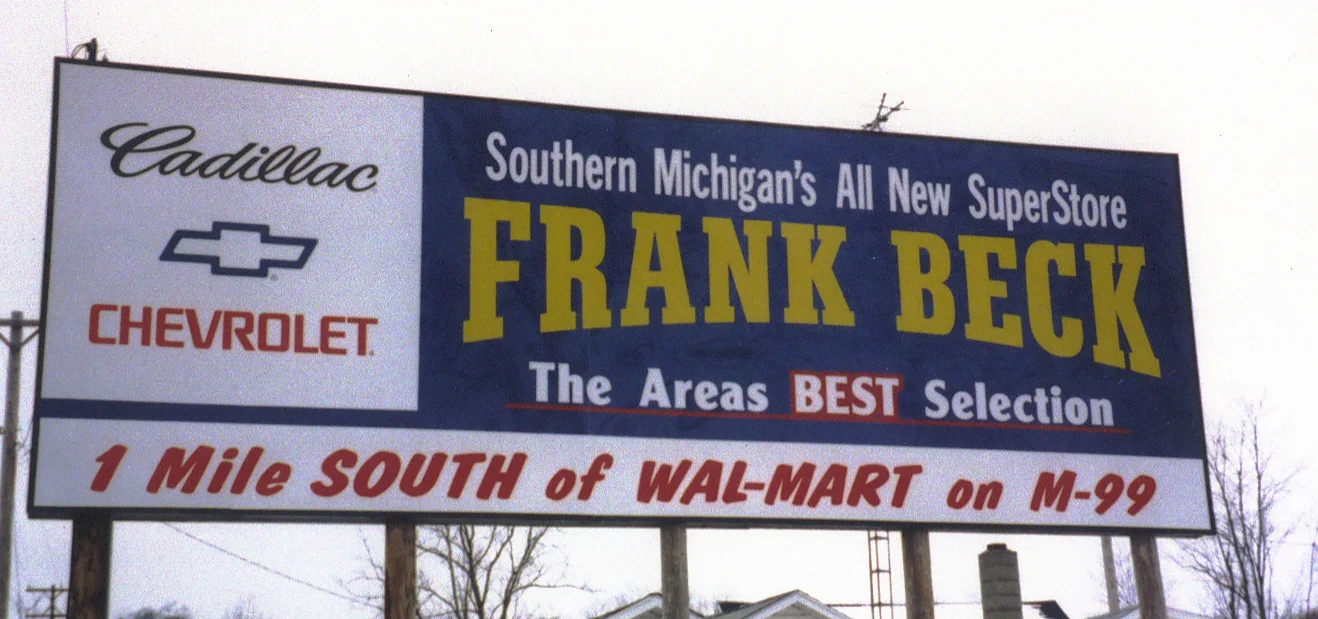 Cadillac
CHEVROLET
Southern Michigan's All New SuperStore
FRANK BECK
The Areas BEST Selection
1 Mile SOUTH of WAL-MART on M-99